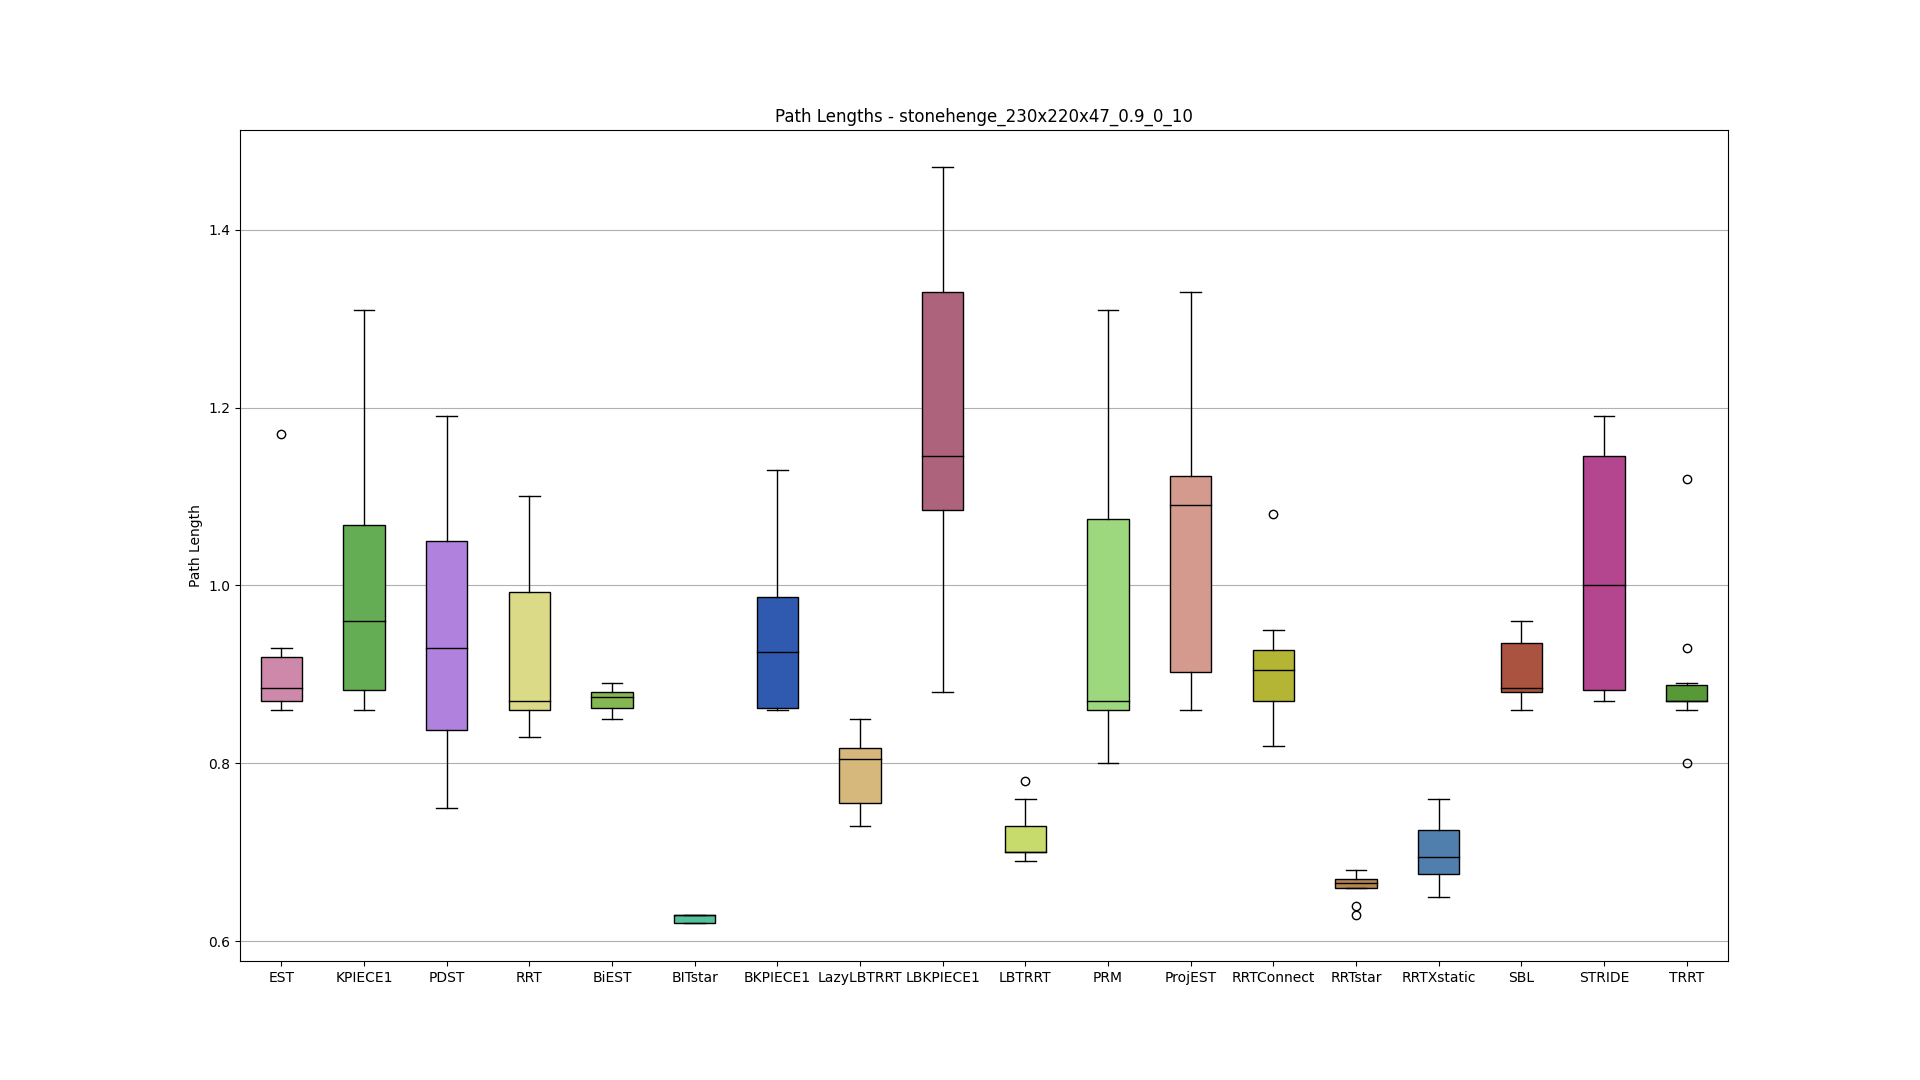 Path Lengths - stonehenge_230x220x47_0.9_0_10
Path Length
1.4
1.2
1.0
0.8
0.6
EST KPIECE1 PDST RRT BiEST BITstar BKPIECE1 LazyLBTRRT LBKPIECE1 LBTRRT PRM ProjEST RRTConnect RRTstar RRTXstatic SBL STRIDE TRRT